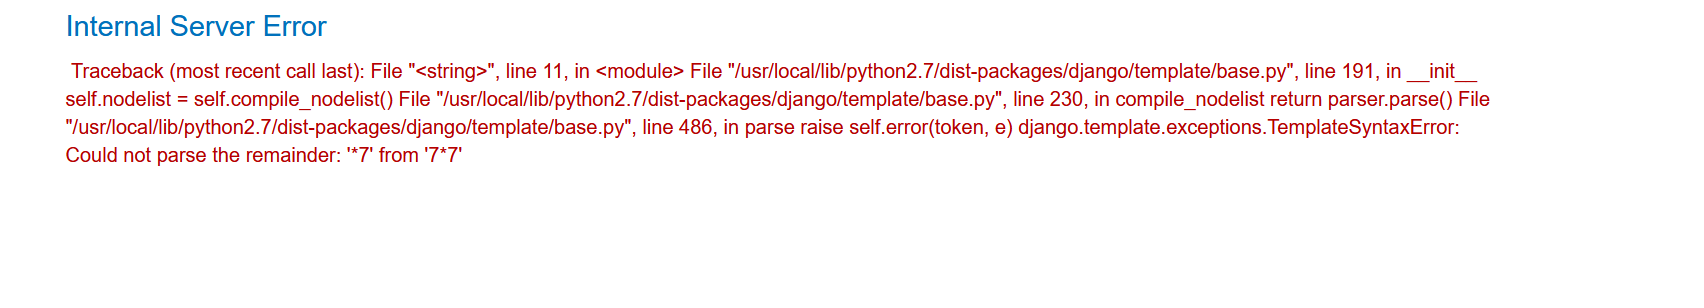 Internal Server Error
Traceback (most recent call last): File "<string>", line 11, in <module> File "/usr/local/lib/python2.7/dist-packages/django/template/base.py", line 191, in __init__
self.nodelist = self.compile_nodelist() File "/usr/local/lib/python2.7/dist-packages/django/template/base.py", line 230, in compile_nodelist return parser.parse() File
"/usr/local/lib/python2.7/dist-packages/django/template/base.py", line 486, in parse raise self.error(token, e) django.template.exceptions.TemplateSyntaxError:
Could not parse the remainder: '*7' from '7*7'